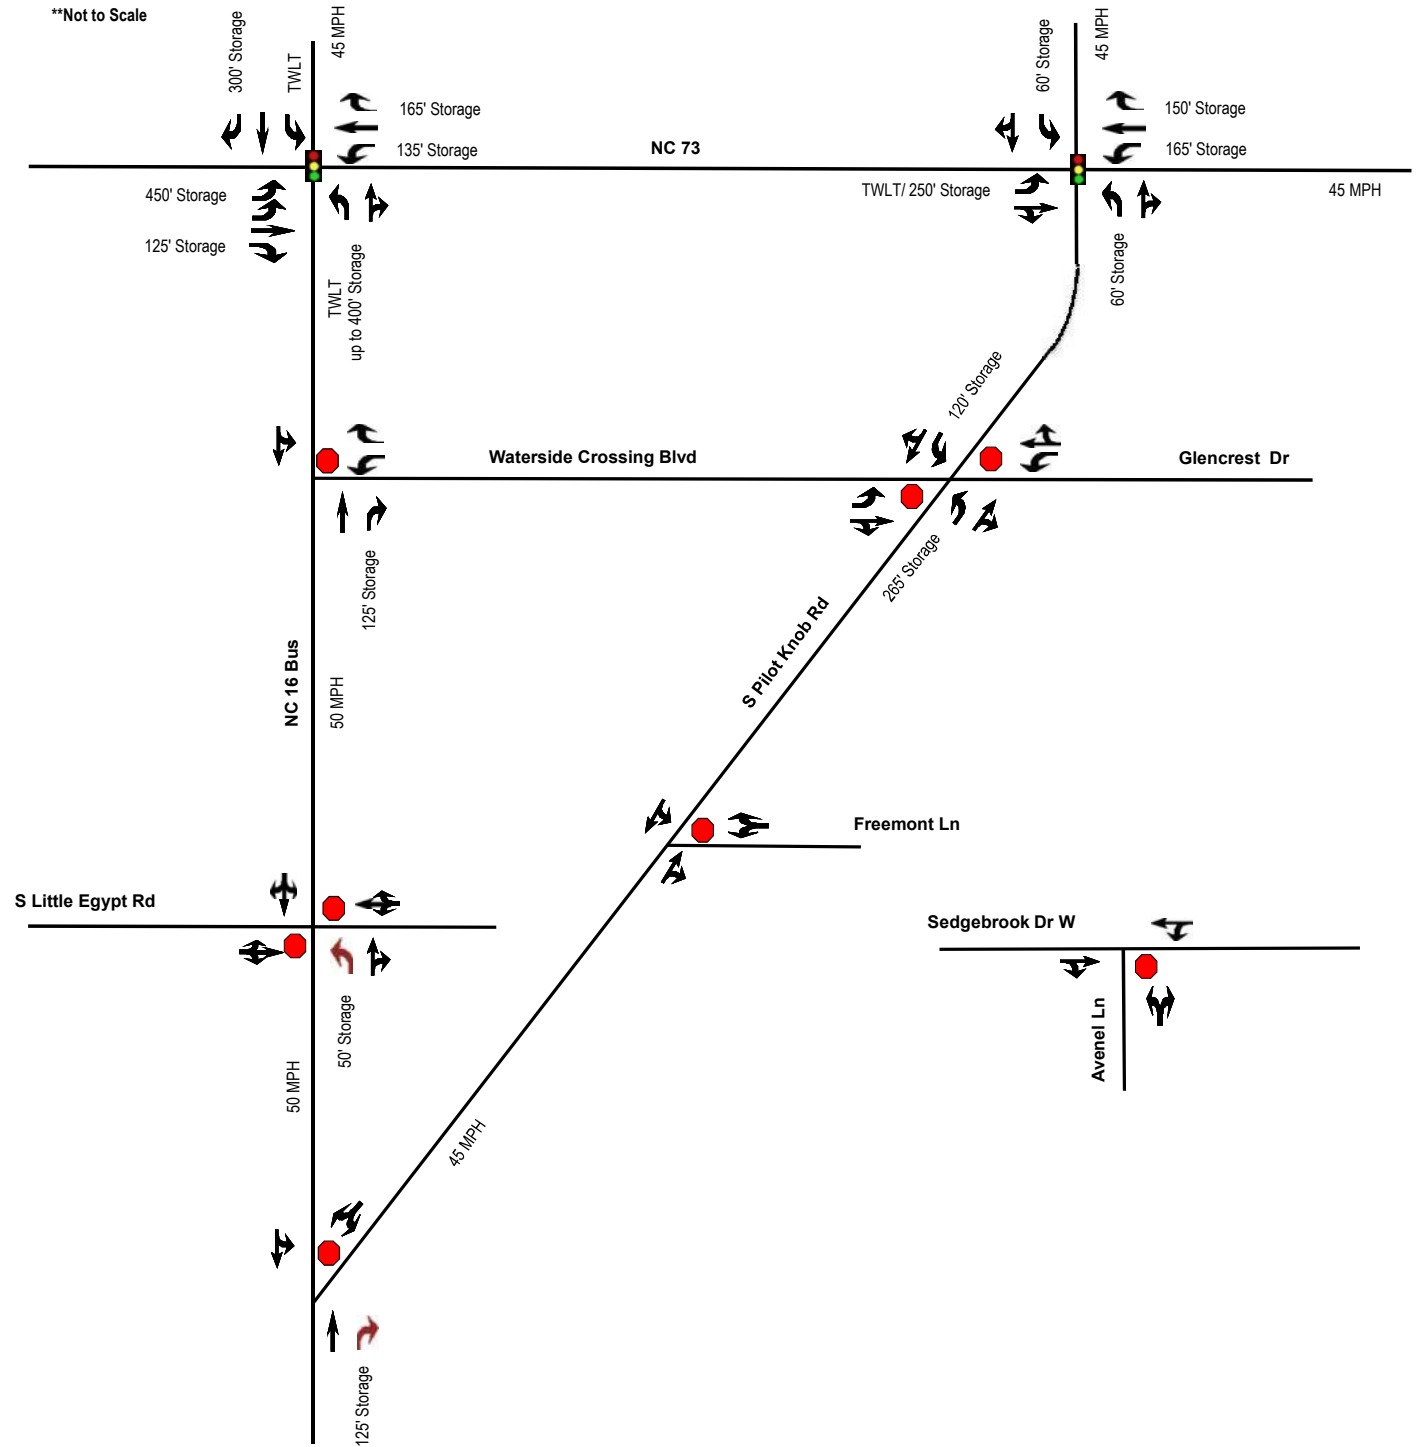 **Not to Scale
300' Storage
TWLT
45 MPH
60' Storage
45 MPH
165' Storage
135' Storage
NC 73
150' Storage
165' Storage
450' Storage
125' Storage
TWLT/ 250' Storage
45 MPH
TWLT
up to 400' Storage
60' Storage
120' Storage
Waterside Crossing Blvd
Glencrest Dr
125' Storage
265' Storage
NC 16 Bus
50 MPH
S Pilot Knob Rd
Freemont Ln
S Little Egypt Rd
Sedgebrook Dr W
50' Storage
Avenel Ln
50 MPH
45 MPH
125' Storage